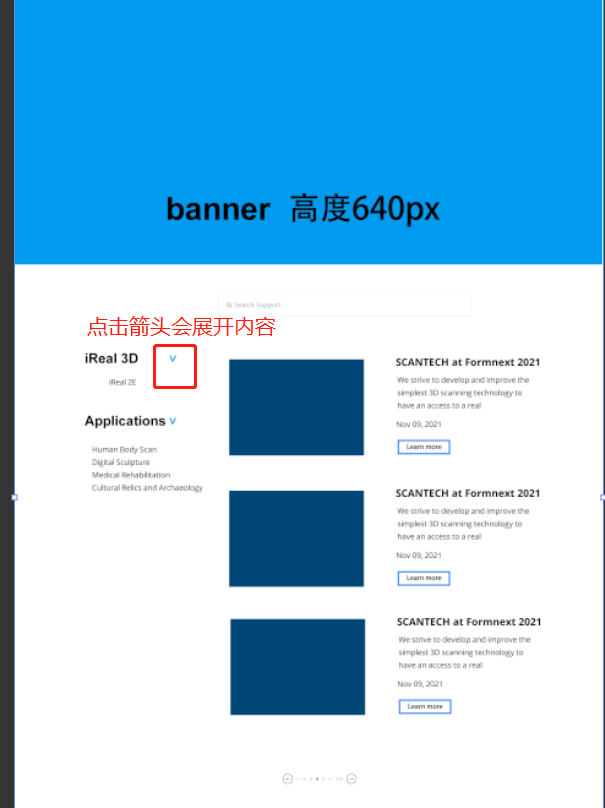 banner 高度640px
Search Support
点击箭头会展开内容
iReal 3D
iReal 2E
Applications
Human Body Scan
Digital Sculpture
Medical Rehabilitation
Cultural Relics and Archaeology
SCANTECH at Formnext 2021
We strive to develop and improve the
simplest 3D scanning technology to
have an access to a real
Nov 09, 2021
Learn more
SCANTECH at Formnext 2021
We strive to develop and improve the
simplest 3D scanning technology to
have an access to a real
Nov 09, 2021
Learn more
SCANTECH at Formnext 2021
We strive to develop and improve the
simplest 3D scanning technology to
have an access to a real
Nov 09, 2021
Learn more